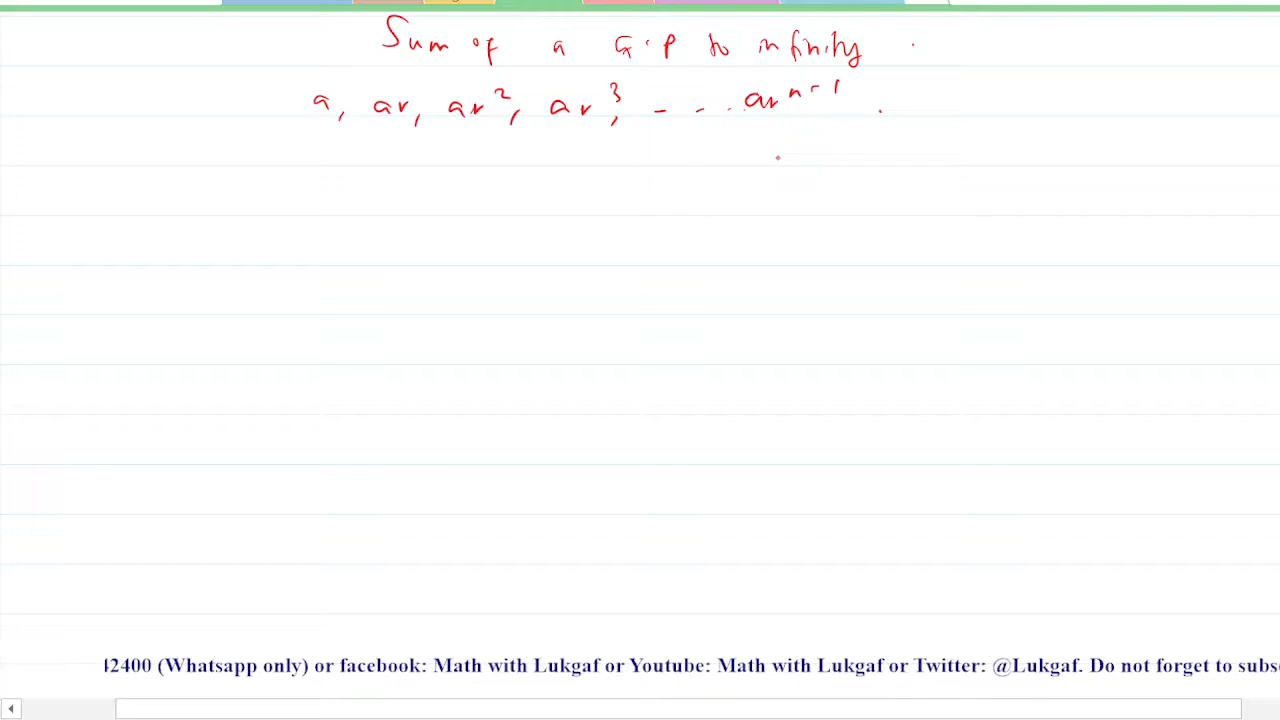 Sum of a G.P to infinity .
a, ar, ar², ar³, - - . . arⁿ⁻¹ .
42400 (Whatsapp only) or facebook: Math with Lukgaf or Youtube: Math with Lukgaf or Twitter: @Lukgaf. Do not forget to subs